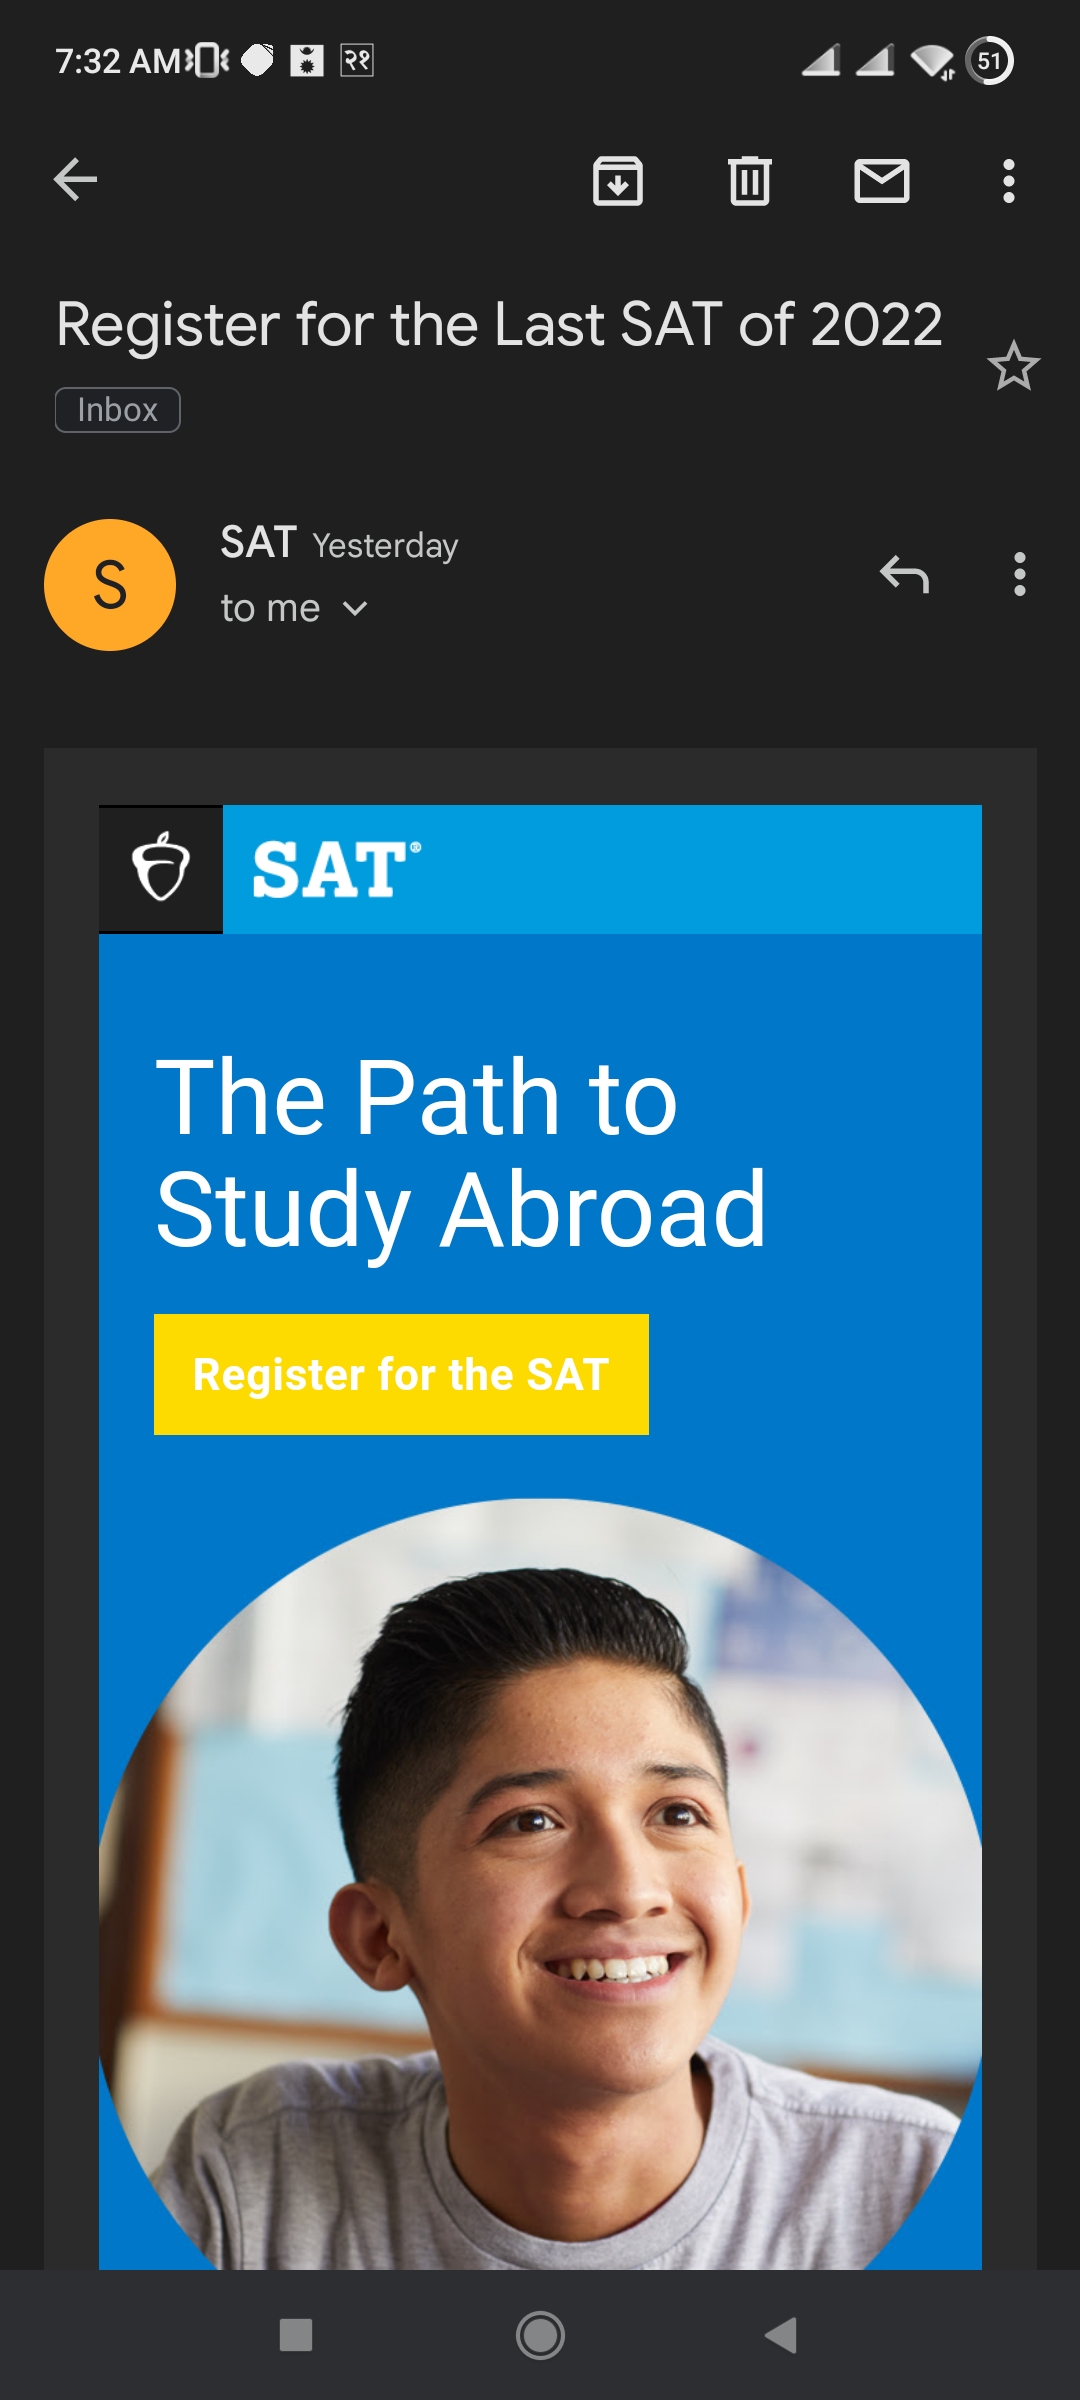 7:32 AM २१ 51
Register for the Last SAT of 2022
Inbox
S
SAT Yesterday
to me
SAT®
The Path to
Study Abroad
Register for the SAT